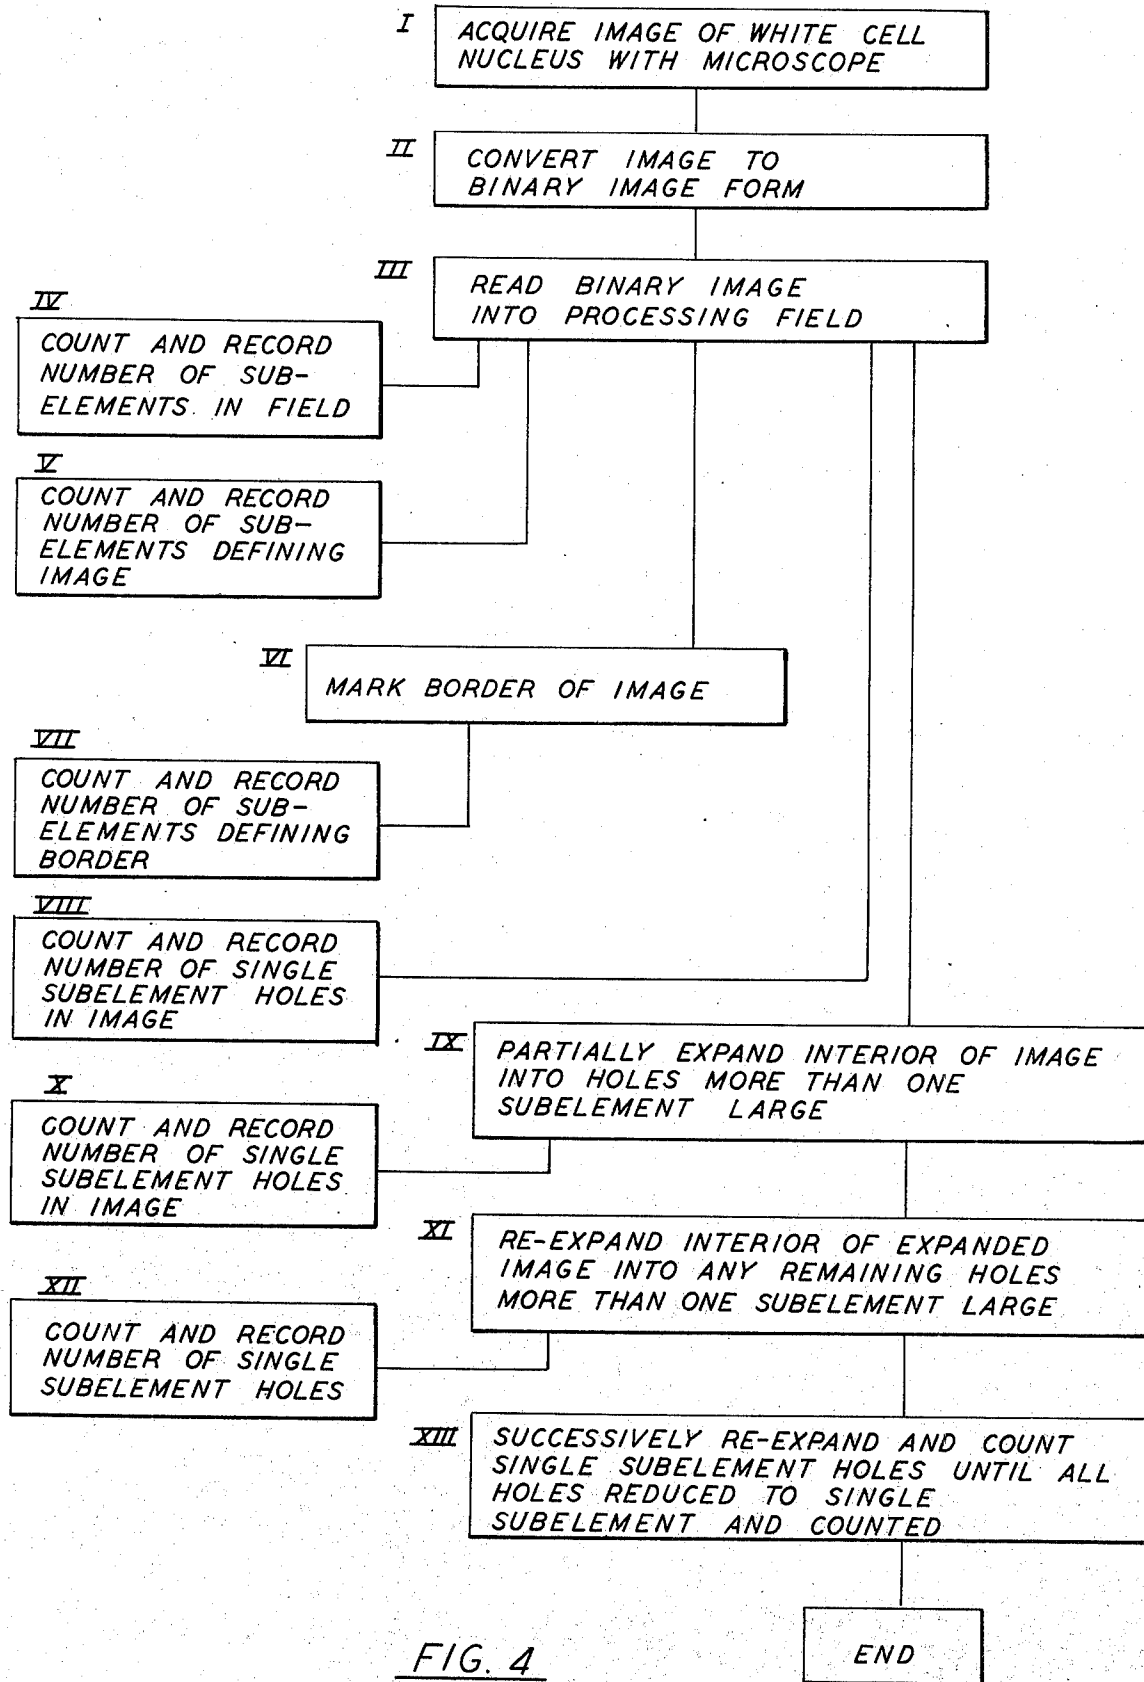 I
ACQUIRE IMAGE OF WHITE CELL
NUCLEUS WITH MICROSCOPE
II
CONVERT IMAGE TO
BINARY IMAGE FORM
III
READ BINARY IMAGE
INTO PROCESSING FIELD
IV
COUNT AND RECORD
NUMBER OF SUB-
ELEMENTS IN FIELD
V
COUNT AND RECORD
NUMBER OF SUB-
ELEMENTS DEFINING
IMAGE
VI
MARK BORDER OF IMAGE
VII
COUNT AND RECORD
NUMBER OF SUB-
ELEMENTS DEFINING
BORDER
VIII
COUNT AND RECORD
NUMBER OF SINGLE
SUBELEMENT HOLES
IN IMAGE
IX
PARTIALLY EXPAND INTERIOR OF IMAGE
INTO HOLES MORE THAN ONE
SUBELEMENT LARGE
X
COUNT AND RECORD
NUMBER OF SINGLE
SUBELEMENT HOLES
IN IMAGE
XI
RE-EXPAND INTERIOR OF EXPANDED
IMAGE INTO ANY REMAINING HOLES
MORE THAN ONE SUBELEMENT LARGE
XII
COUNT AND RECORD
NUMBER OF SINGLE
SUBELEMENT HOLES
XIII
SUCCESSIVELY RE-EXPAND AND COUNT
SINGLE SUBELEMENT HOLES UNTIL ALL
HOLES REDUCED TO SINGLE
SUBELEMENT AND COUNTED
END
FIG. 4